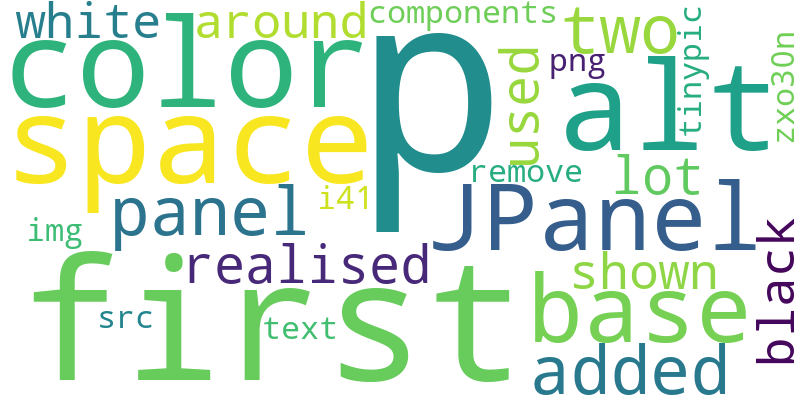 white
around
components
two
color
p
used
png
alt
tinypic
zxo30n
space
remove
lot
panel
i41
JPanel
img
realised
shown
black
first
src
text
base
added